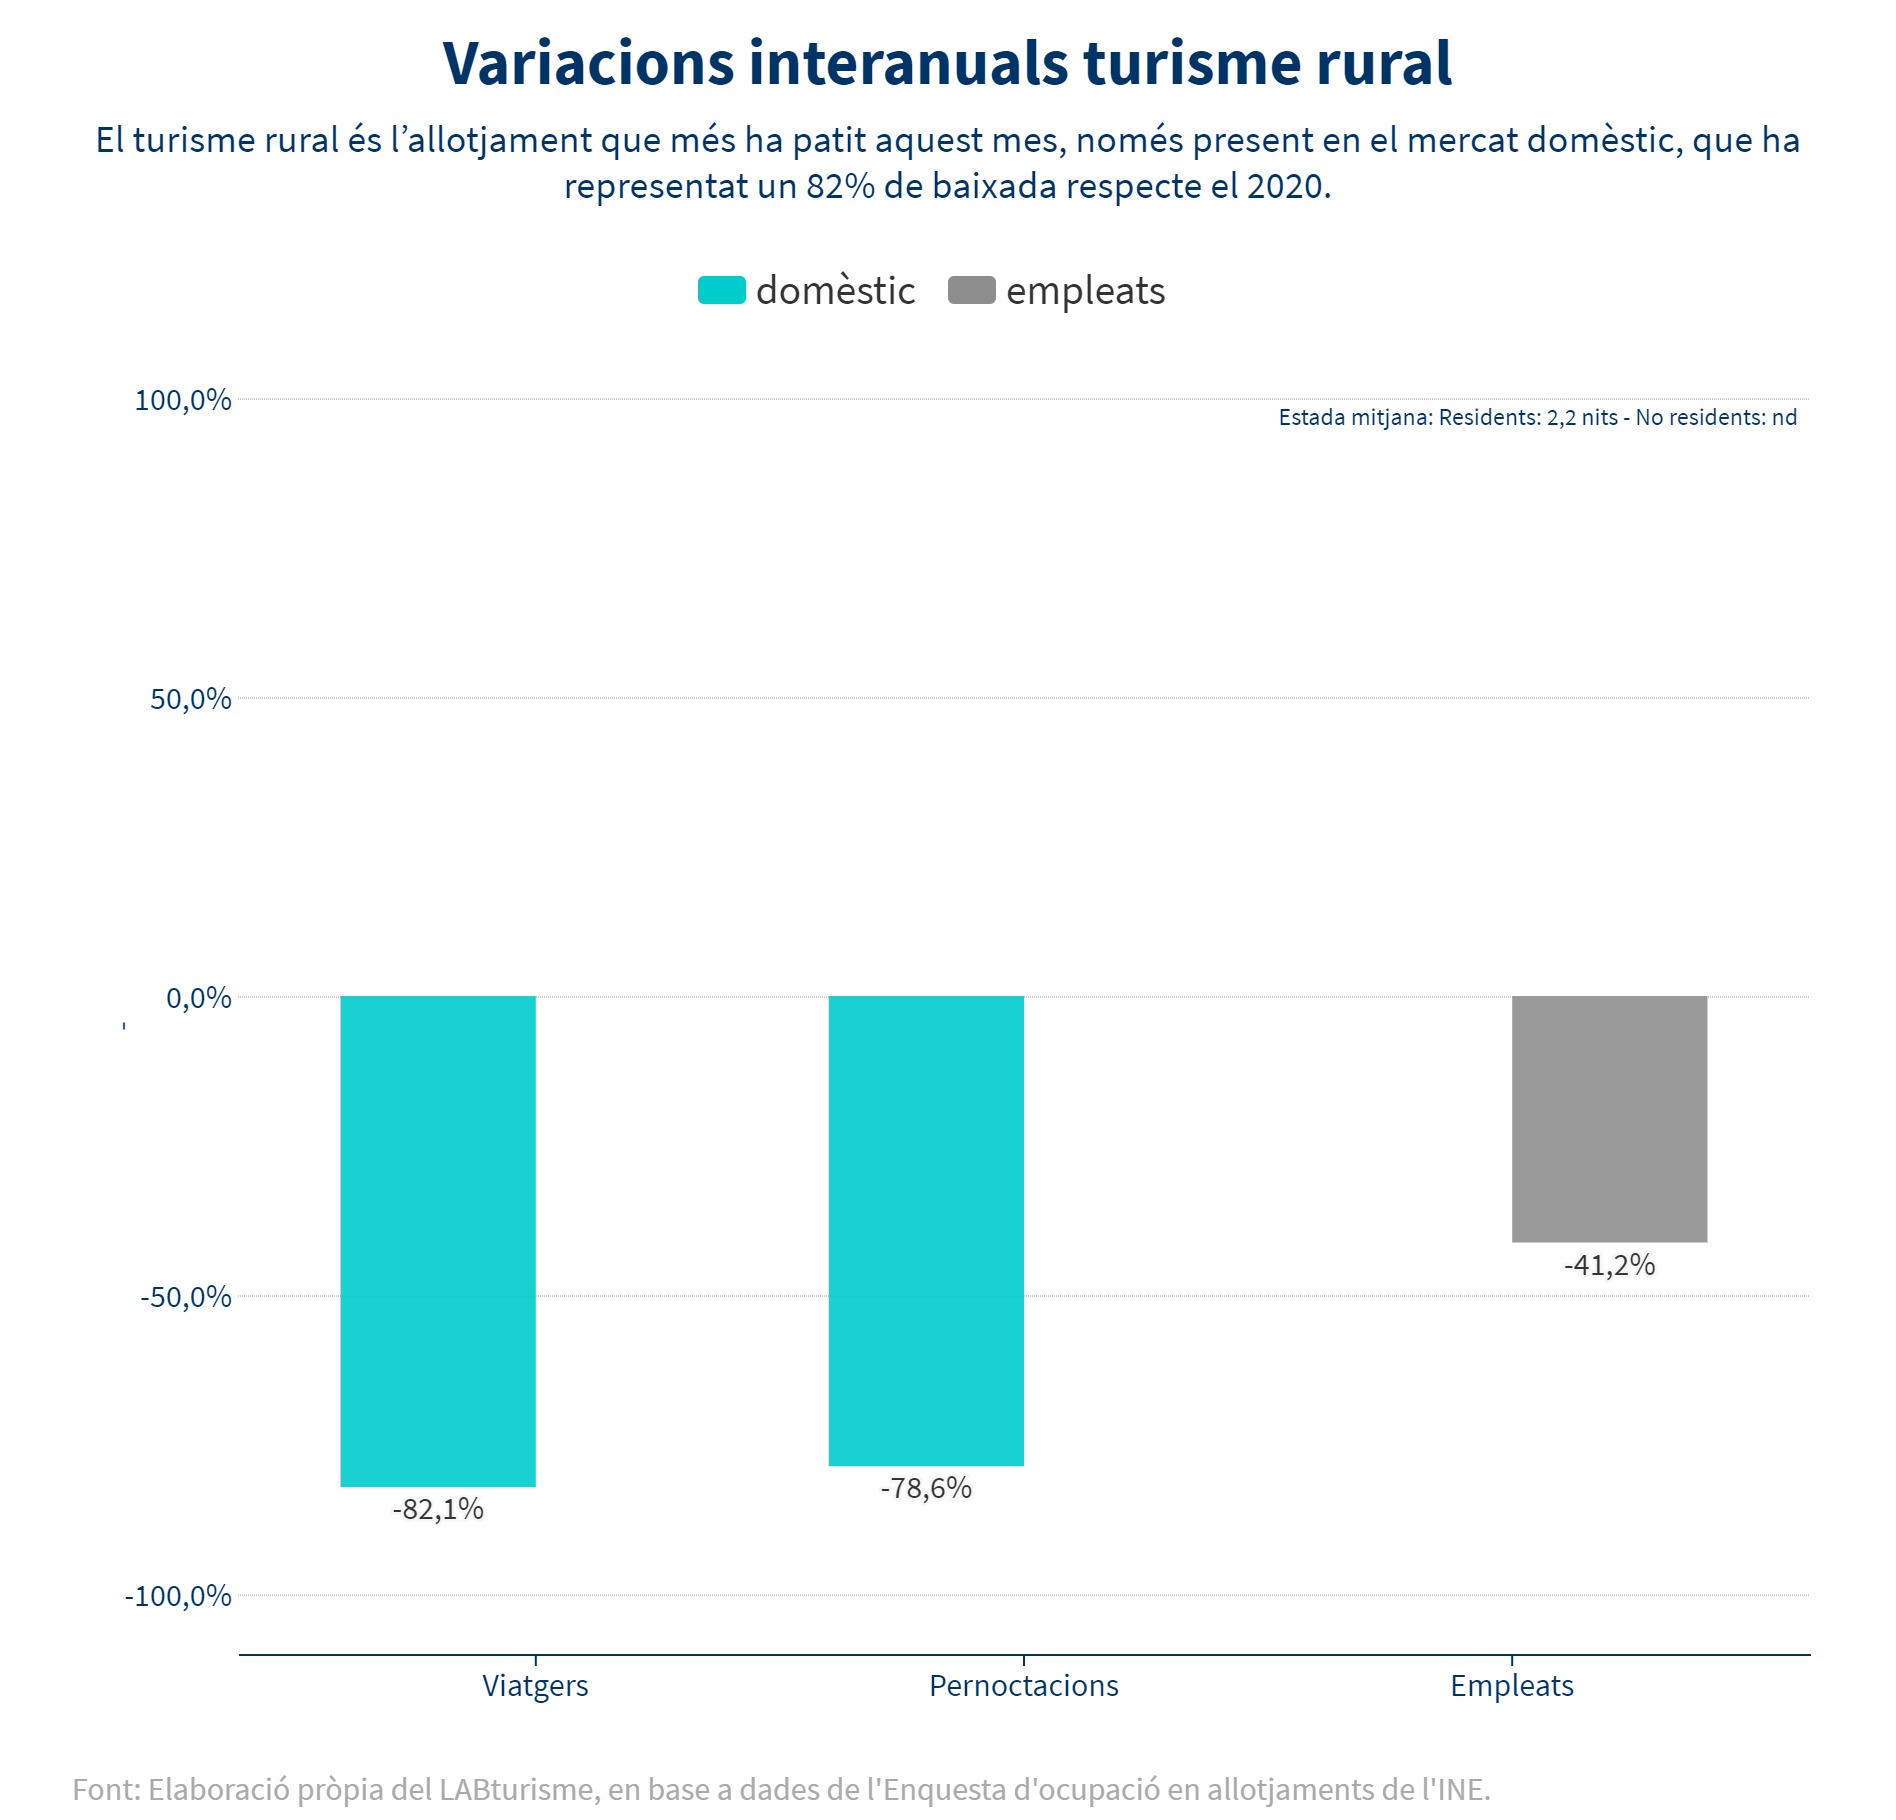 Variacions interanuals turisme rural
El turisme rural és l’allotjament que més ha patit aquest mes, només present en el mercat domèstic, que ha
representat un 82% de baixada respecte el 2020.
domèstic empleats
100,0%
Estada mitjana: Residents: 2,2 nits - No residents: nd
50,0%
0,0%
-
-41,2%
-50,0%
-78,6%
-82,1%
-100,0%
Viatgers Pernoctacions Empleats
Font: Elaboració pròpia del LABturisme, en base a dades de l'Enquesta d'ocupació en allotjaments de l'INE.